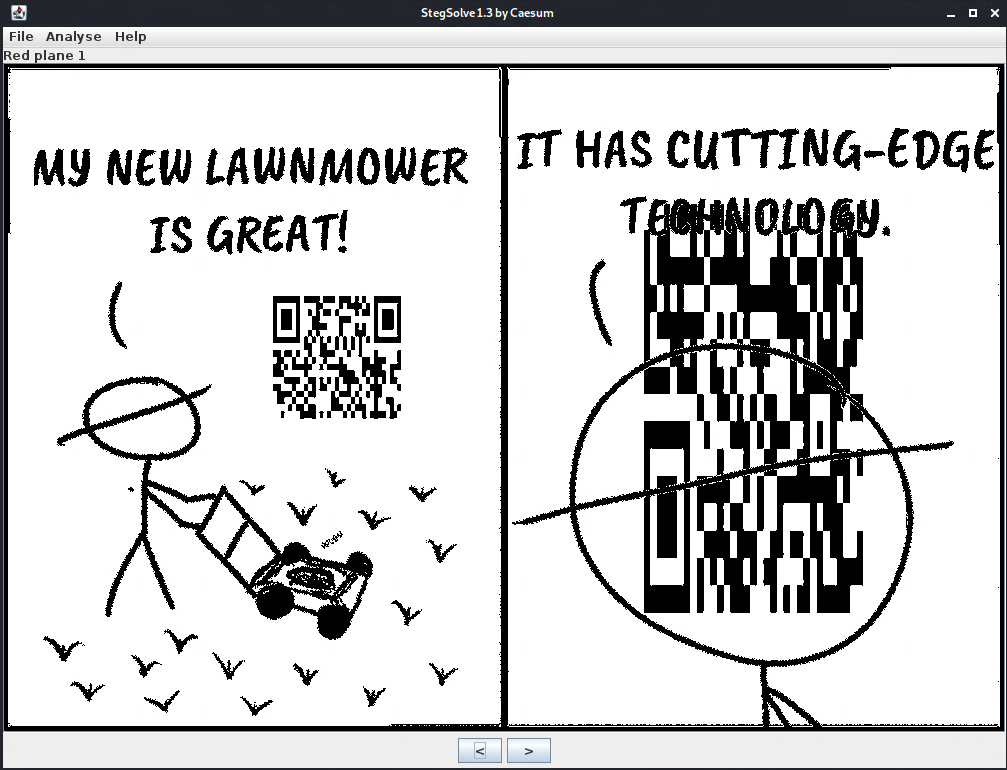 StegSolve 1.3 by Caesum
File Analyse Help
Red plane 1
MY NEW LAWNMOWER
IS GREAT!
IT HAS CUTTING-EDGE
TECHNOLOGY.
< >